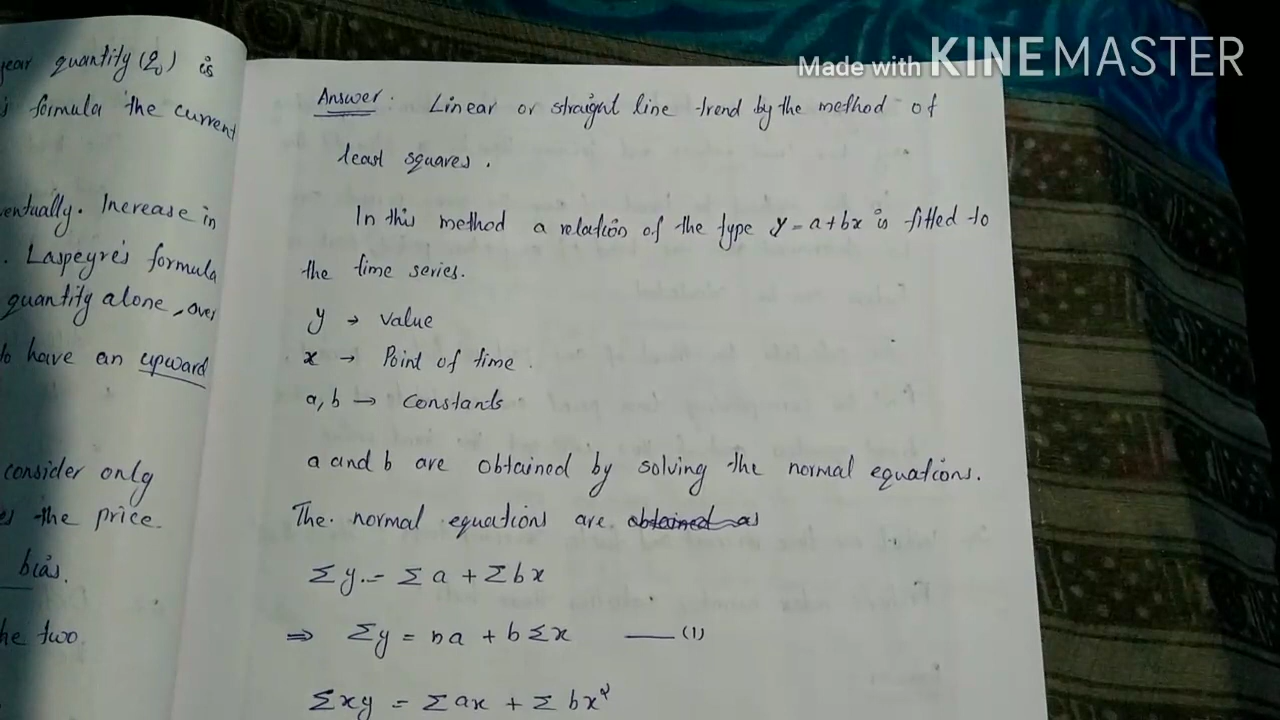 Made with KINEMASTER
year quantity (q₀) is
s formula the current
entually. Increase in
. Laspeyre's formula
quantity alone, over
to have an upward
consider only
es the price.
bias.
he two
Answer: Linear or straight line trend by the method of
least squares.
In this method a relation of the type y = a + bx is fitted to
the time series.
y → value
x → Point of time.
a, b → Constants
a and b are obtained by solving the normal equations.
The normal equations are obtained as
Σy = Σa + Σbx
⇒ Σy = na + bΣx —— (1)
Σxy = Σax + Σbx²